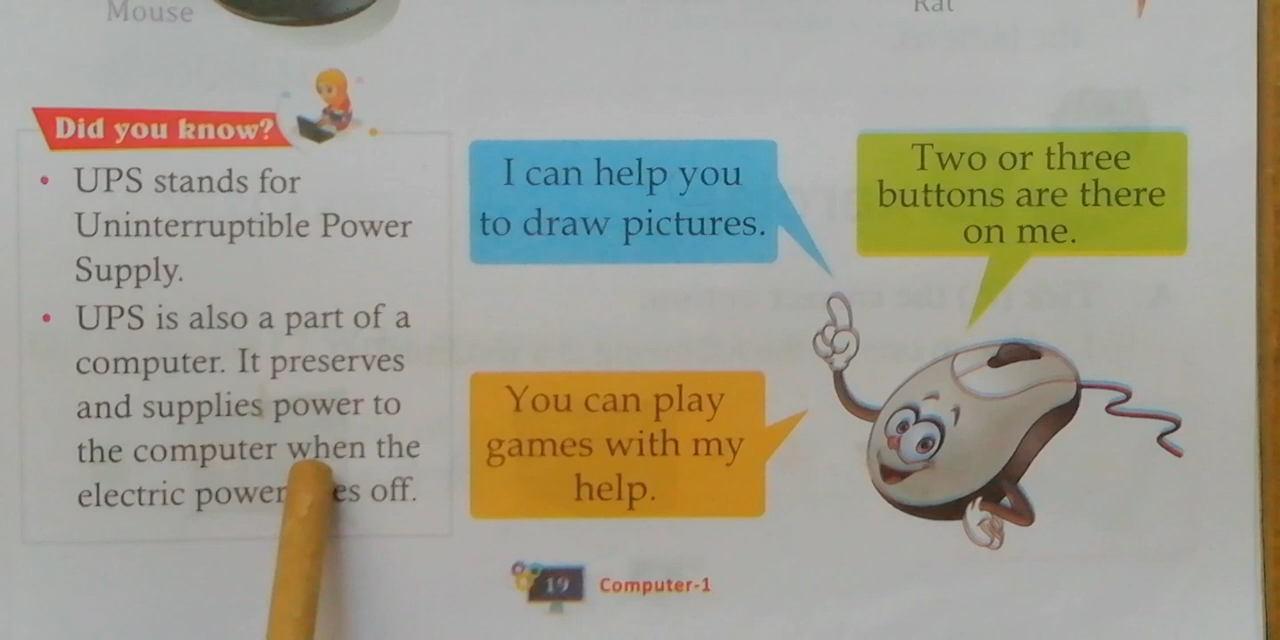 Mouse
Rat
Did you know?
• UPS stands for
Uninterruptible Power
Supply.
• UPS is also a part of a
computer. It preserves
and supplies power to
the computer when the
electric power es off.
I can help you
to draw pictures.
Two or three
buttons are there
on me.
You can play
games with my
help.
19 Computer-1